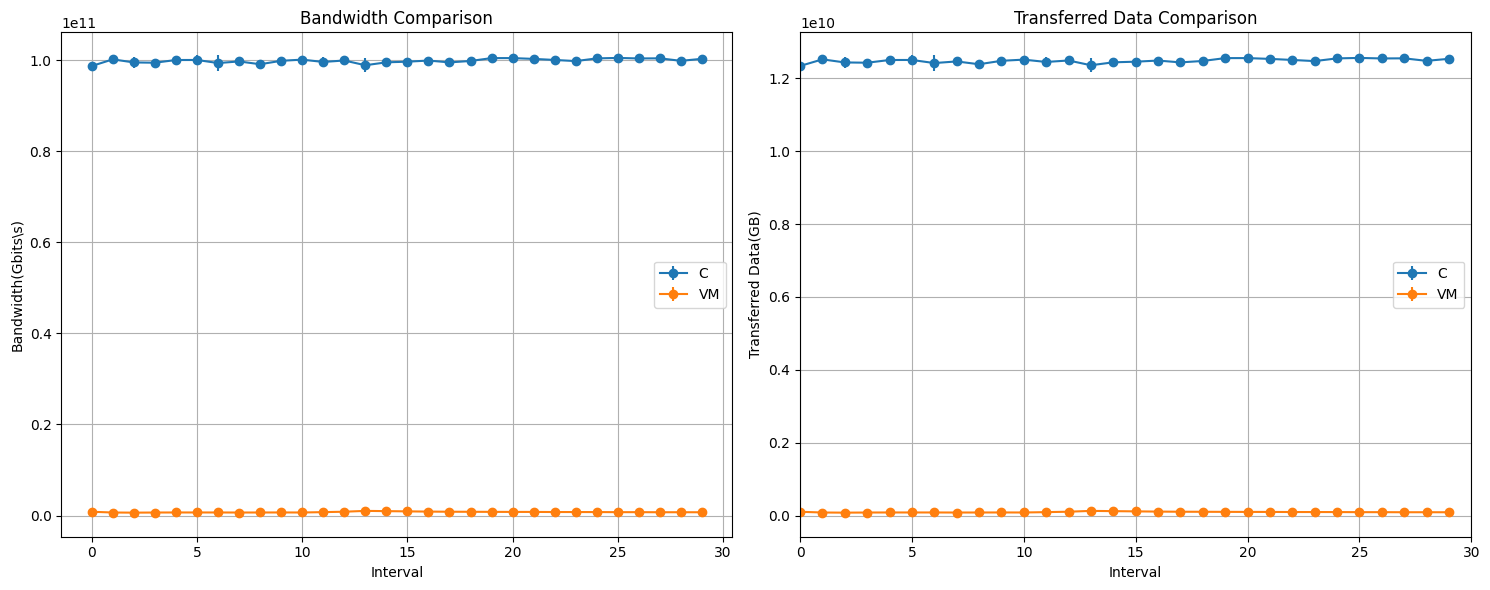 Bandwidth Comparison
1e11
1.0
0.8
0.6
0.4
0.2
0.0
Bandwidth(Gbits\s)
0 5 10 15 20 25 30
Interval
C
VM
Transferred Data Comparison
1e10
1.2
1.0
0.8
0.6
0.4
0.2
0.0
Transferred Data(GB)
0 5 10 15 20 25 30
Interval
C
VM